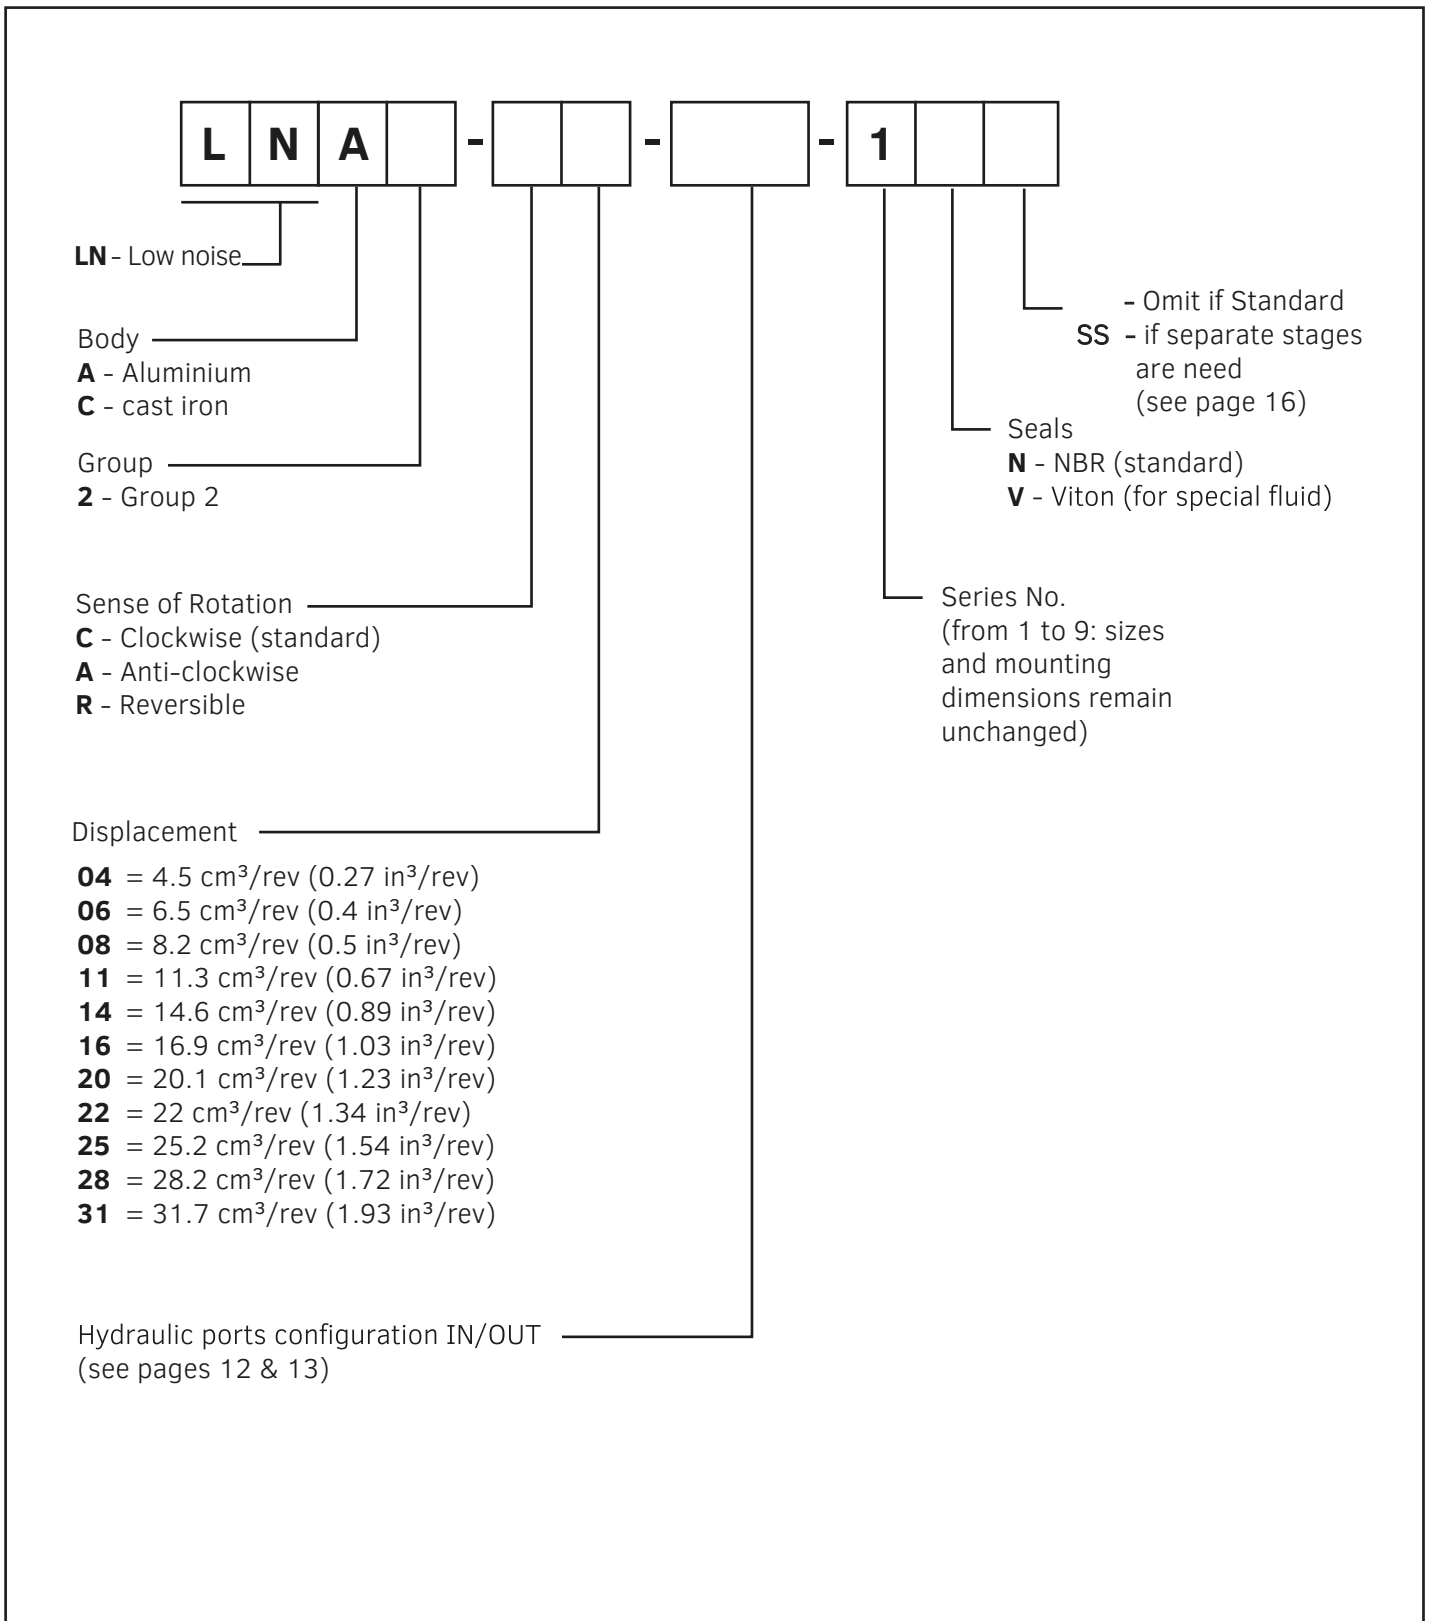 L N A - - - 1
LN - Low noise
Body
A - Aluminium
C - cast iron
Group
2 - Group 2
Sense of Rotation
C - Clockwise (standard)
A - Anti-clockwise
R - Reversible
Displacement
04 = 4.5 cm³/rev (0.27 in³/rev)
06 = 6.5 cm³/rev (0.4 in³/rev)
08 = 8.2 cm³/rev (0.5 in³/rev)
11 = 11.3 cm³/rev (0.67 in³/rev)
14 = 14.6 cm³/rev (0.89 in³/rev)
16 = 16.9 cm³/rev (1.03 in³/rev)
20 = 20.1 cm³/rev (1.23 in³/rev)
22 = 22 cm³/rev (1.34 in³/rev)
25 = 25.2 cm³/rev (1.54 in³/rev)
28 = 28.2 cm³/rev (1.72 in³/rev)
31 = 31.7 cm³/rev (1.93 in³/rev)
Hydraulic ports configuration IN/OUT
(see pages 12 & 13)
- Omit if Standard
SS - if separate stages
are need
(see page 16)
Seals
N - NBR (standard)
V - Viton (for special fluid)
Series No.
(from 1 to 9: sizes
and mounting
dimensions remain
unchanged)